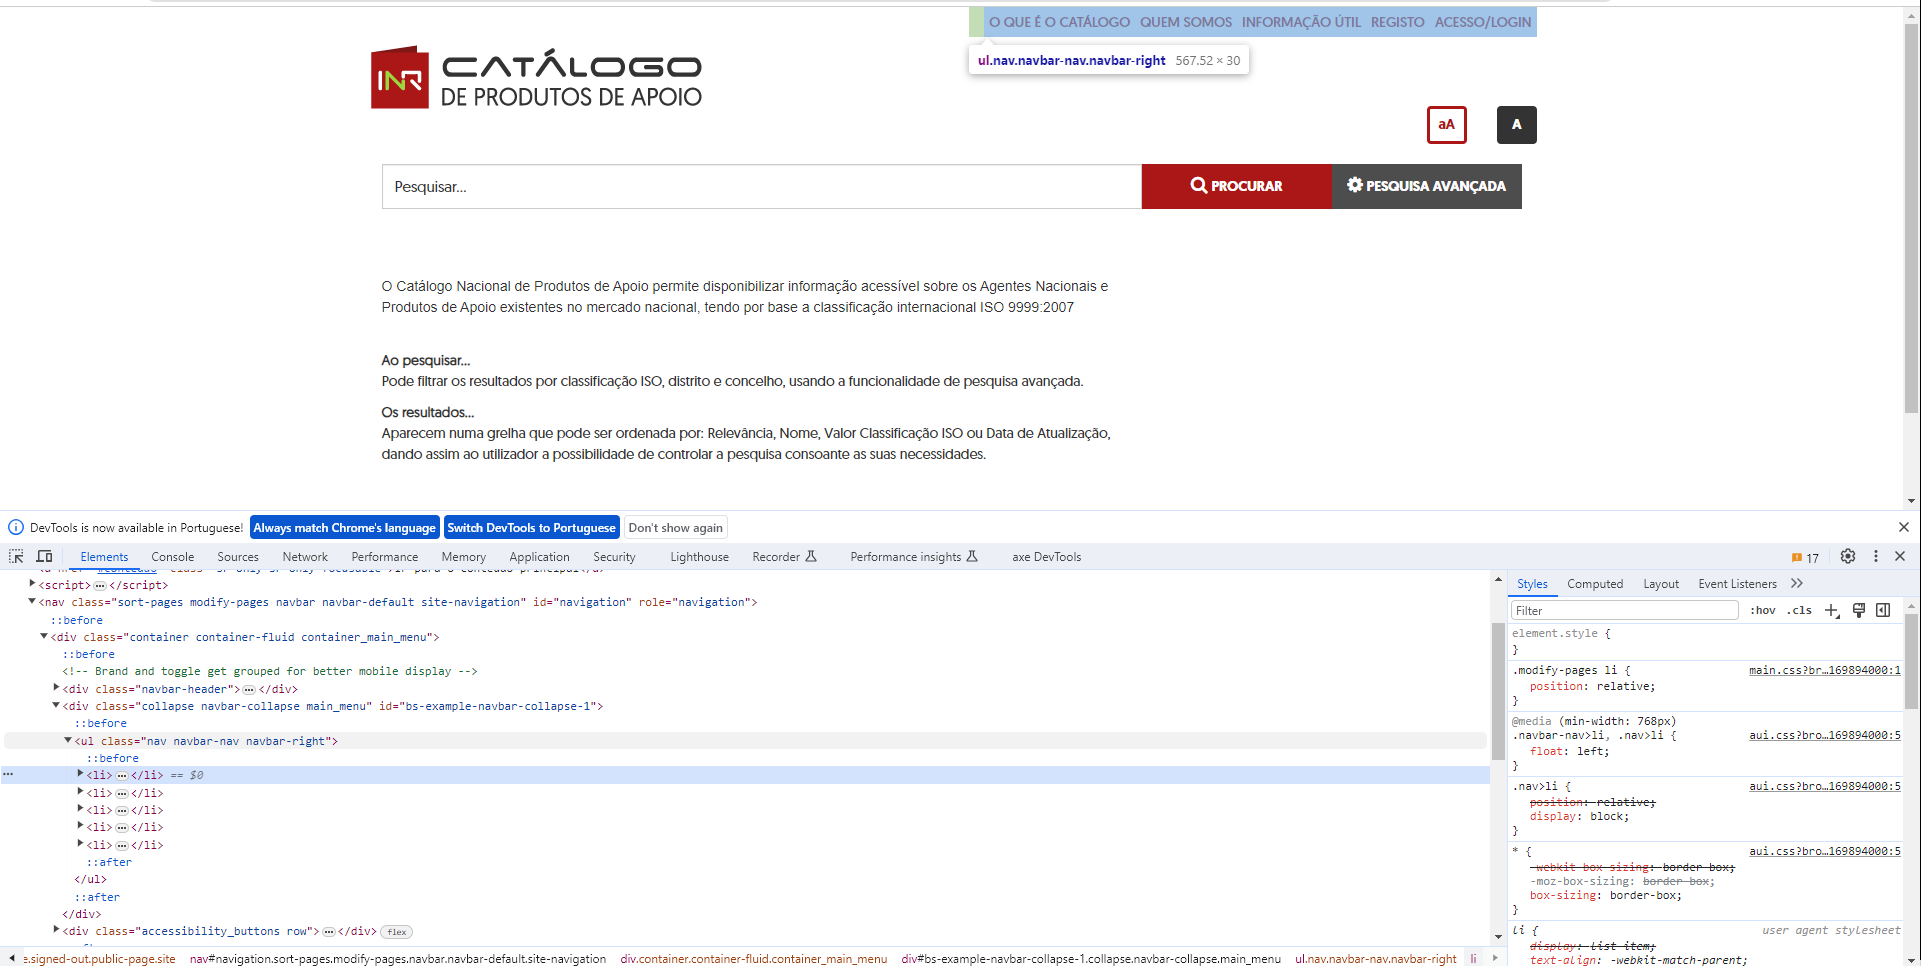 O QUE É O CATÁLOGO QUEM SOMOS INFORMAÇÃO ÚTIL REGISTO ACESSO/LOGIN
ul.nav.navbar-nav.navbar-right 567.52 × 30
INR CATÁLOGO
DE PRODUTOS DE APOIO
aA A
Pesquisar... PROCURAR PESQUISA AVANÇADA
O Catálogo Nacional de Produtos de Apoio permite disponibilizar informação acessível sobre os Agentes Nacionais e
Produtos de Apoio existentes no mercado nacional, tendo por base a classificação internacional ISO 9999:2007
Ao pesquisar...
Pode filtrar os resultados por classificação ISO, distrito e concelho, usando a funcionalidade de pesquisa avançada.
Os resultados...
Aparecem numa grelha que pode ser ordenada por: Relevância, Nome, Valor Classificação ISO ou Data de Atualização,
dando assim ao utilizador a possibilidade de controlar a pesquisa consoante as suas necessidades.
DevTools is now available in Portuguese! Always match Chrome's language Switch DevTools to Portuguese Don't show again
Elements Console Sources Network Performance Memory Application Security Lighthouse Recorder Performance insights axe DevTools 17
<script>…</script>
<nav class="sort-pages modify-pages navbar navbar-default site-navigation" id="navigation" role="navigation">
::before
<div class="container container-fluid container_main_menu">
::before
<!-- Brand and toggle get grouped for better mobile display -->
<div class="navbar-header">…</div>
<div class="collapse navbar-collapse main_menu" id="bs-example-navbar-collapse-1">
::before
<ul class="nav navbar-nav navbar-right">
::before
<li>…</li> == $0
<li>…</li>
<li>…</li>
<li>…</li>
<li>…</li>
::after
</ul>
::after
</div>
<div class="accessibility_buttons row">…</div> flex
e.signed-out.public-page.site nav#navigation.sort-pages.modify-pages.navbar.navbar-default.site-navigation div.container.container-fluid.container_main_menu div#bs-example-navbar-collapse-1.collapse.navbar-collapse.main_menu ul.nav.navbar-nav.navbar-right li
Styles Computed Layout Event Listeners
Filter :hov .cls
element.style {
}
.modify-pages li { main.css?br…169894000:1
position: relative;
}
@media (min-width: 768px)
.navbar-nav>li, .nav>li { aui.css?bro…169894000:5
float: left;
}
.nav>li { aui.css?bro…169894000:5
position: relative;
display: block;
}
* { aui.css?bro…169894000:5
-webkit-box-sizing: border-box;
-moz-box-sizing: border-box;
box-sizing: border-box;
}
li { user agent stylesheet
display: list-item;
text-align: -webkit-match-parent;